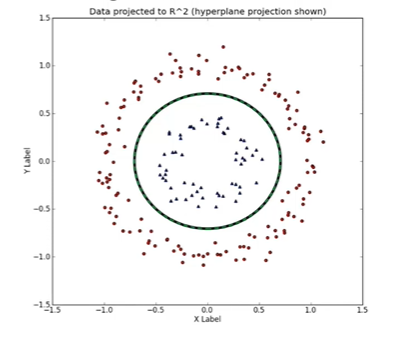 Data projected to R^2 (hyperplane projection shown)
1.5
1.0
0.5
0.0
−0.5
−1.0
−1.5
Y Label
−1.5 −1.0 −0.5 0.0 0.5 1.0 1.5
X Label